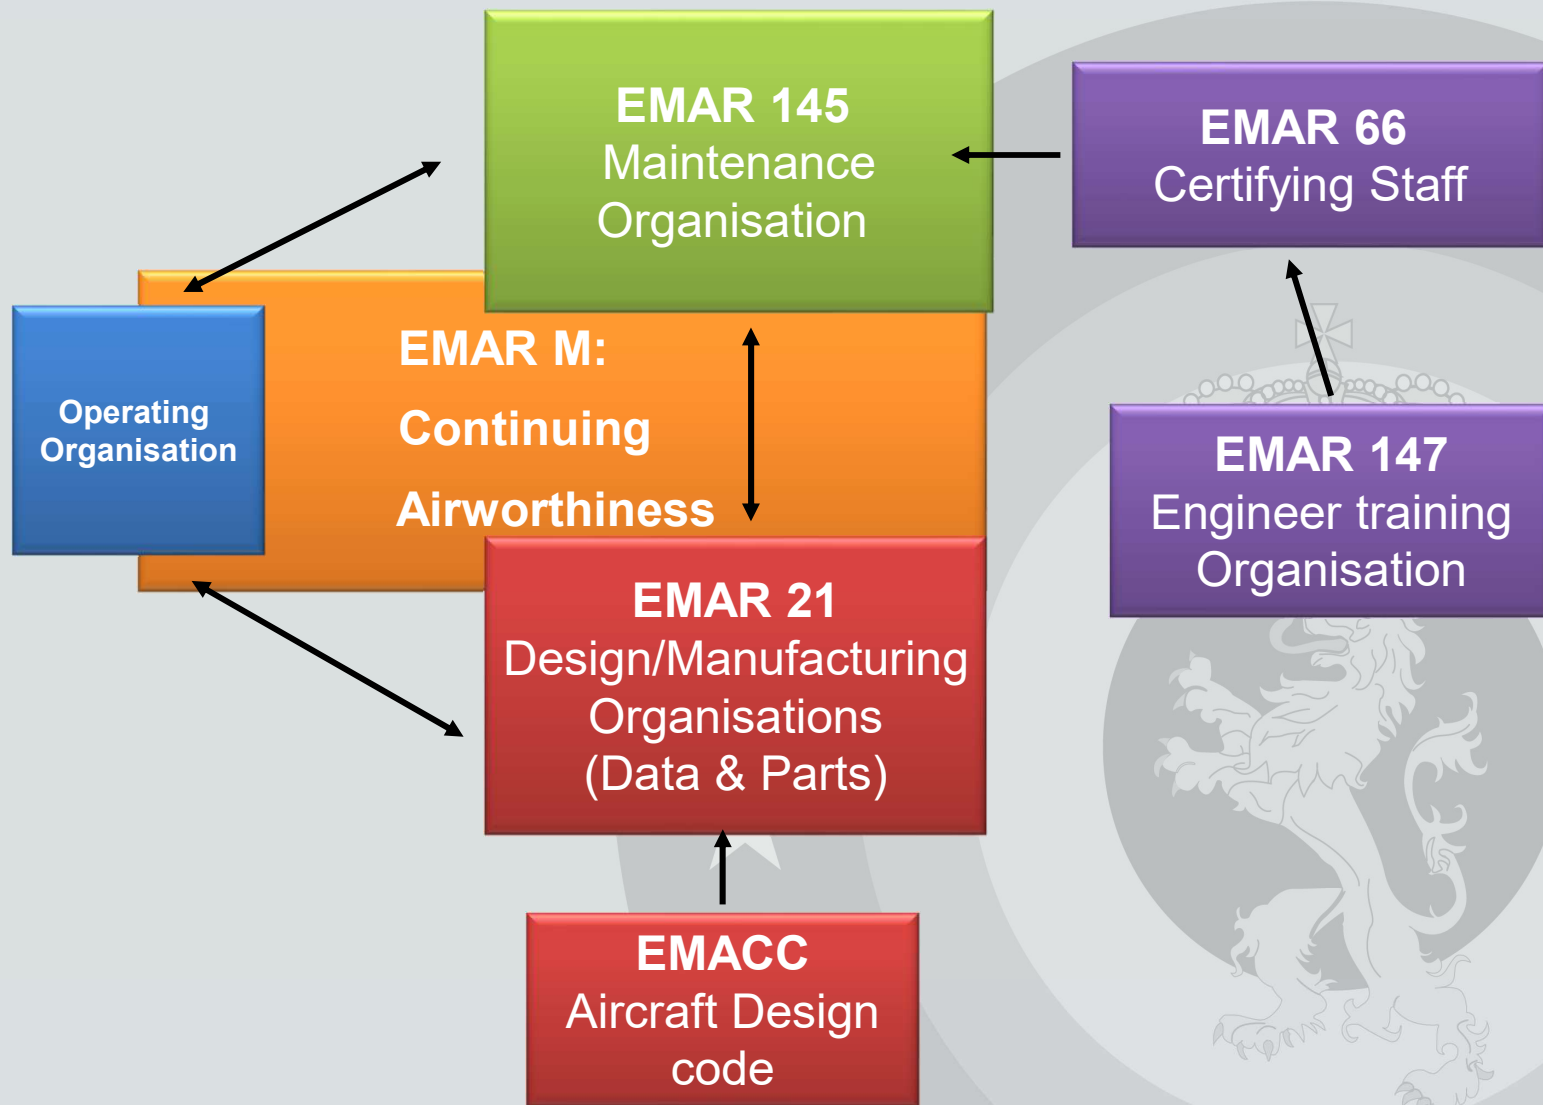 EMAR 145
Maintenance
Organisation
EMAR 66
Certifying Staff
EMAR M:
Continuing
Airworthiness
Operating
Organisation
EMAR 147
Engineer training
Organisation
EMAR 21
Design/Manufacturing
Organisations
(Data & Parts)
EMACC
Aircraft Design
code